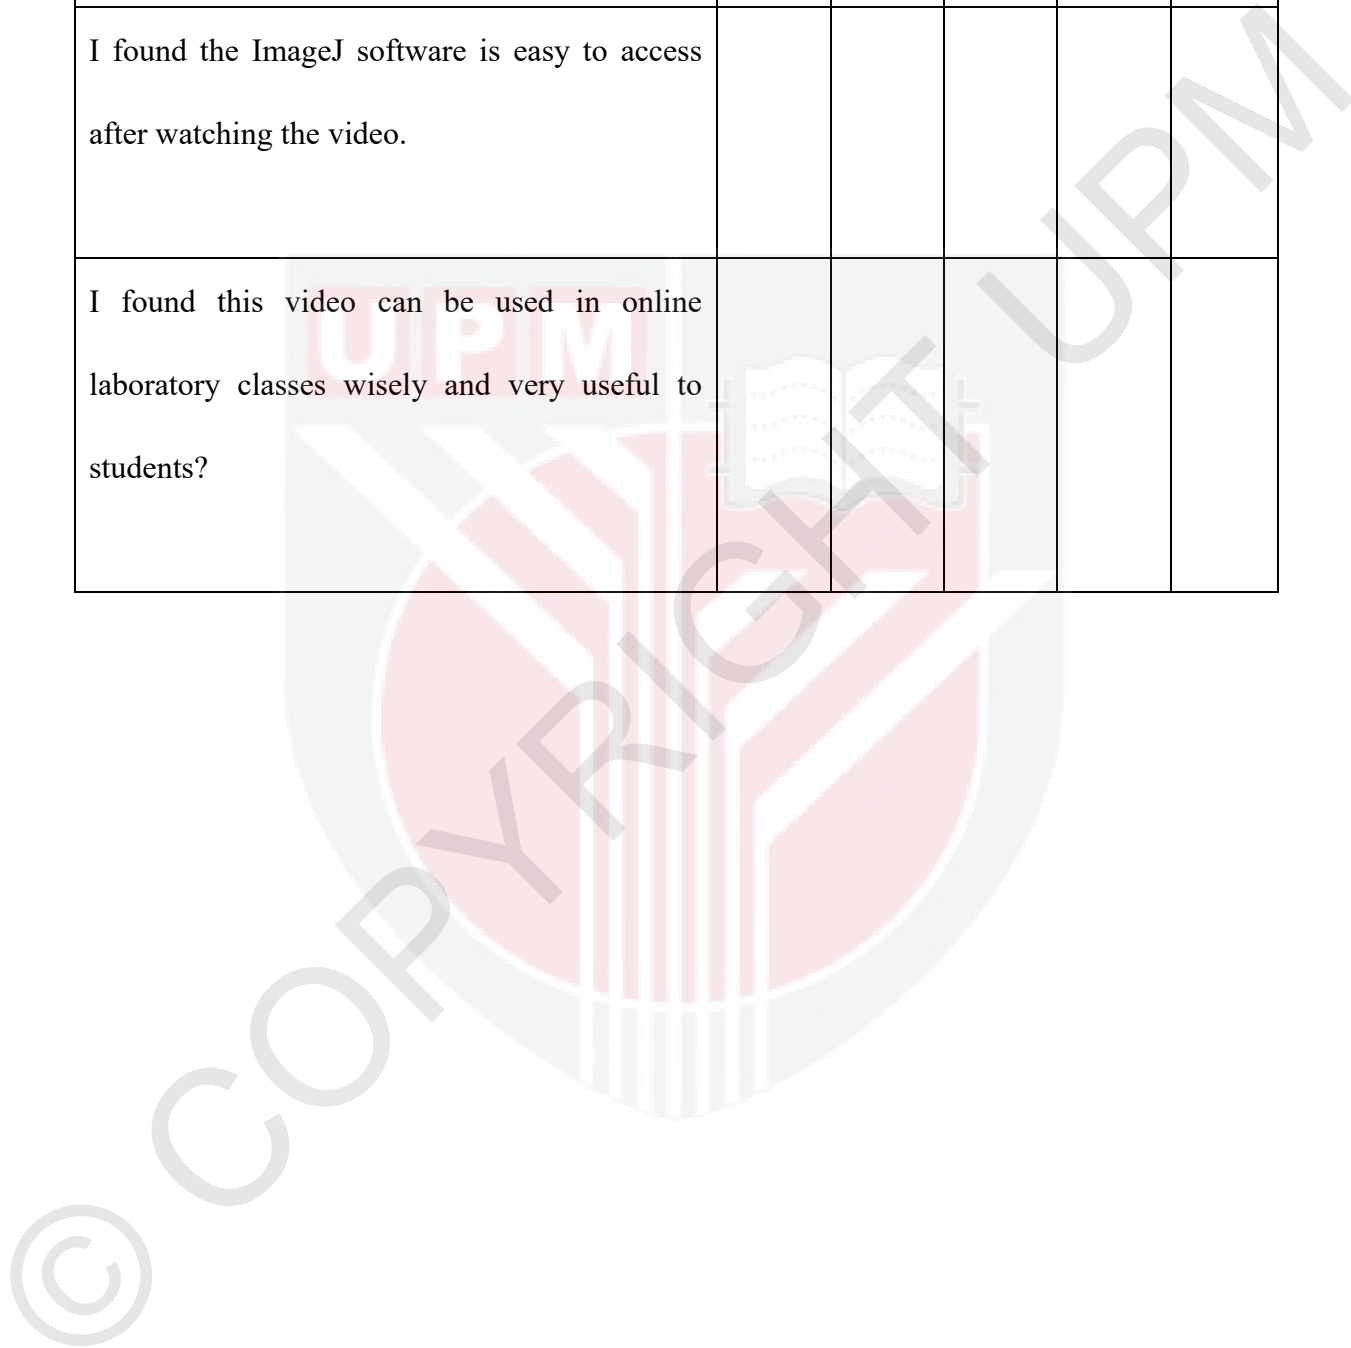 I found the ImageJ software is easy to access
after watching the video.
I found this video can be used in online
laboratory classes wisely and very useful to
students?
UPM
© COPYRIGHT UPM